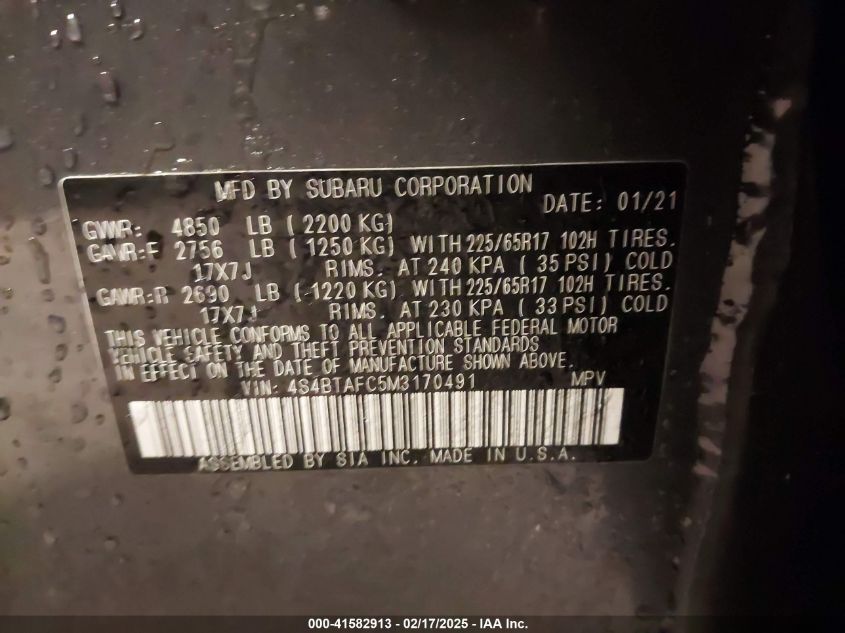 MFD BY SUBARU CORPORATION
DATE: 01/21
GVWR: 4850 LB ( 2200 KG)
GAWR:F 2756 LB ( 1250 KG) WITH 225/65R17 102H TIRES.
17X7J RIMS. AT 240 KPA ( 35 PSI) COLD
GAWR:R 2690 LB ( 1220 KG) WITH 225/65R17 102H TIRES.
17X7J RIMS. AT 230 KPA ( 33 PSI) COLD
THIS VEHICLE CONFORMS TO ALL APPLICABLE FEDERAL MOTOR
VEHICLE SAFETY AND THEFT PREVENTION STANDARDS
IN EFFECT ON THE DATE OF MANUFACTURE SHOWN ABOVE.
VIN: 4S4BTAFC5M3170491 MPV
ASSEMBLED BY SIA INC. MADE IN U.S.A.
000-41582913 - 02/17/2025 - IAA Inc.